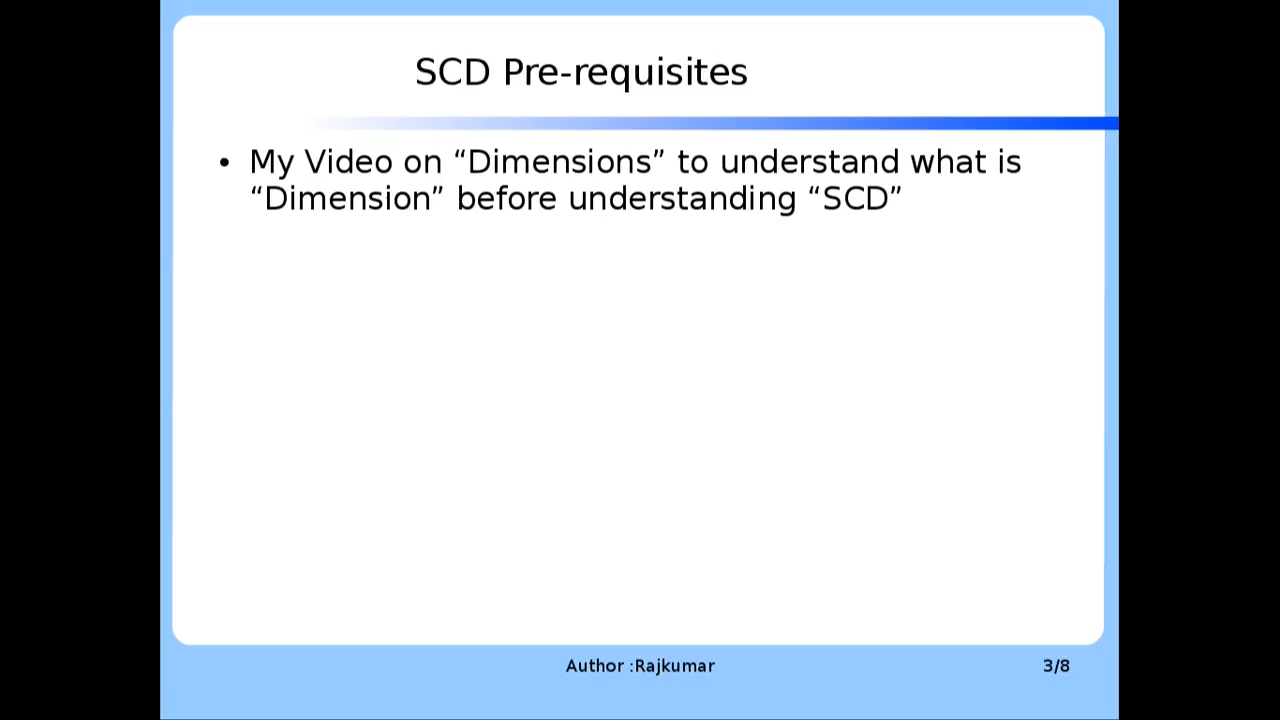 SCD Pre-requisites
• My Video on “Dimensions” to understand what is
“Dimension” before understanding “SCD”
Author :Rajkumar
3/8